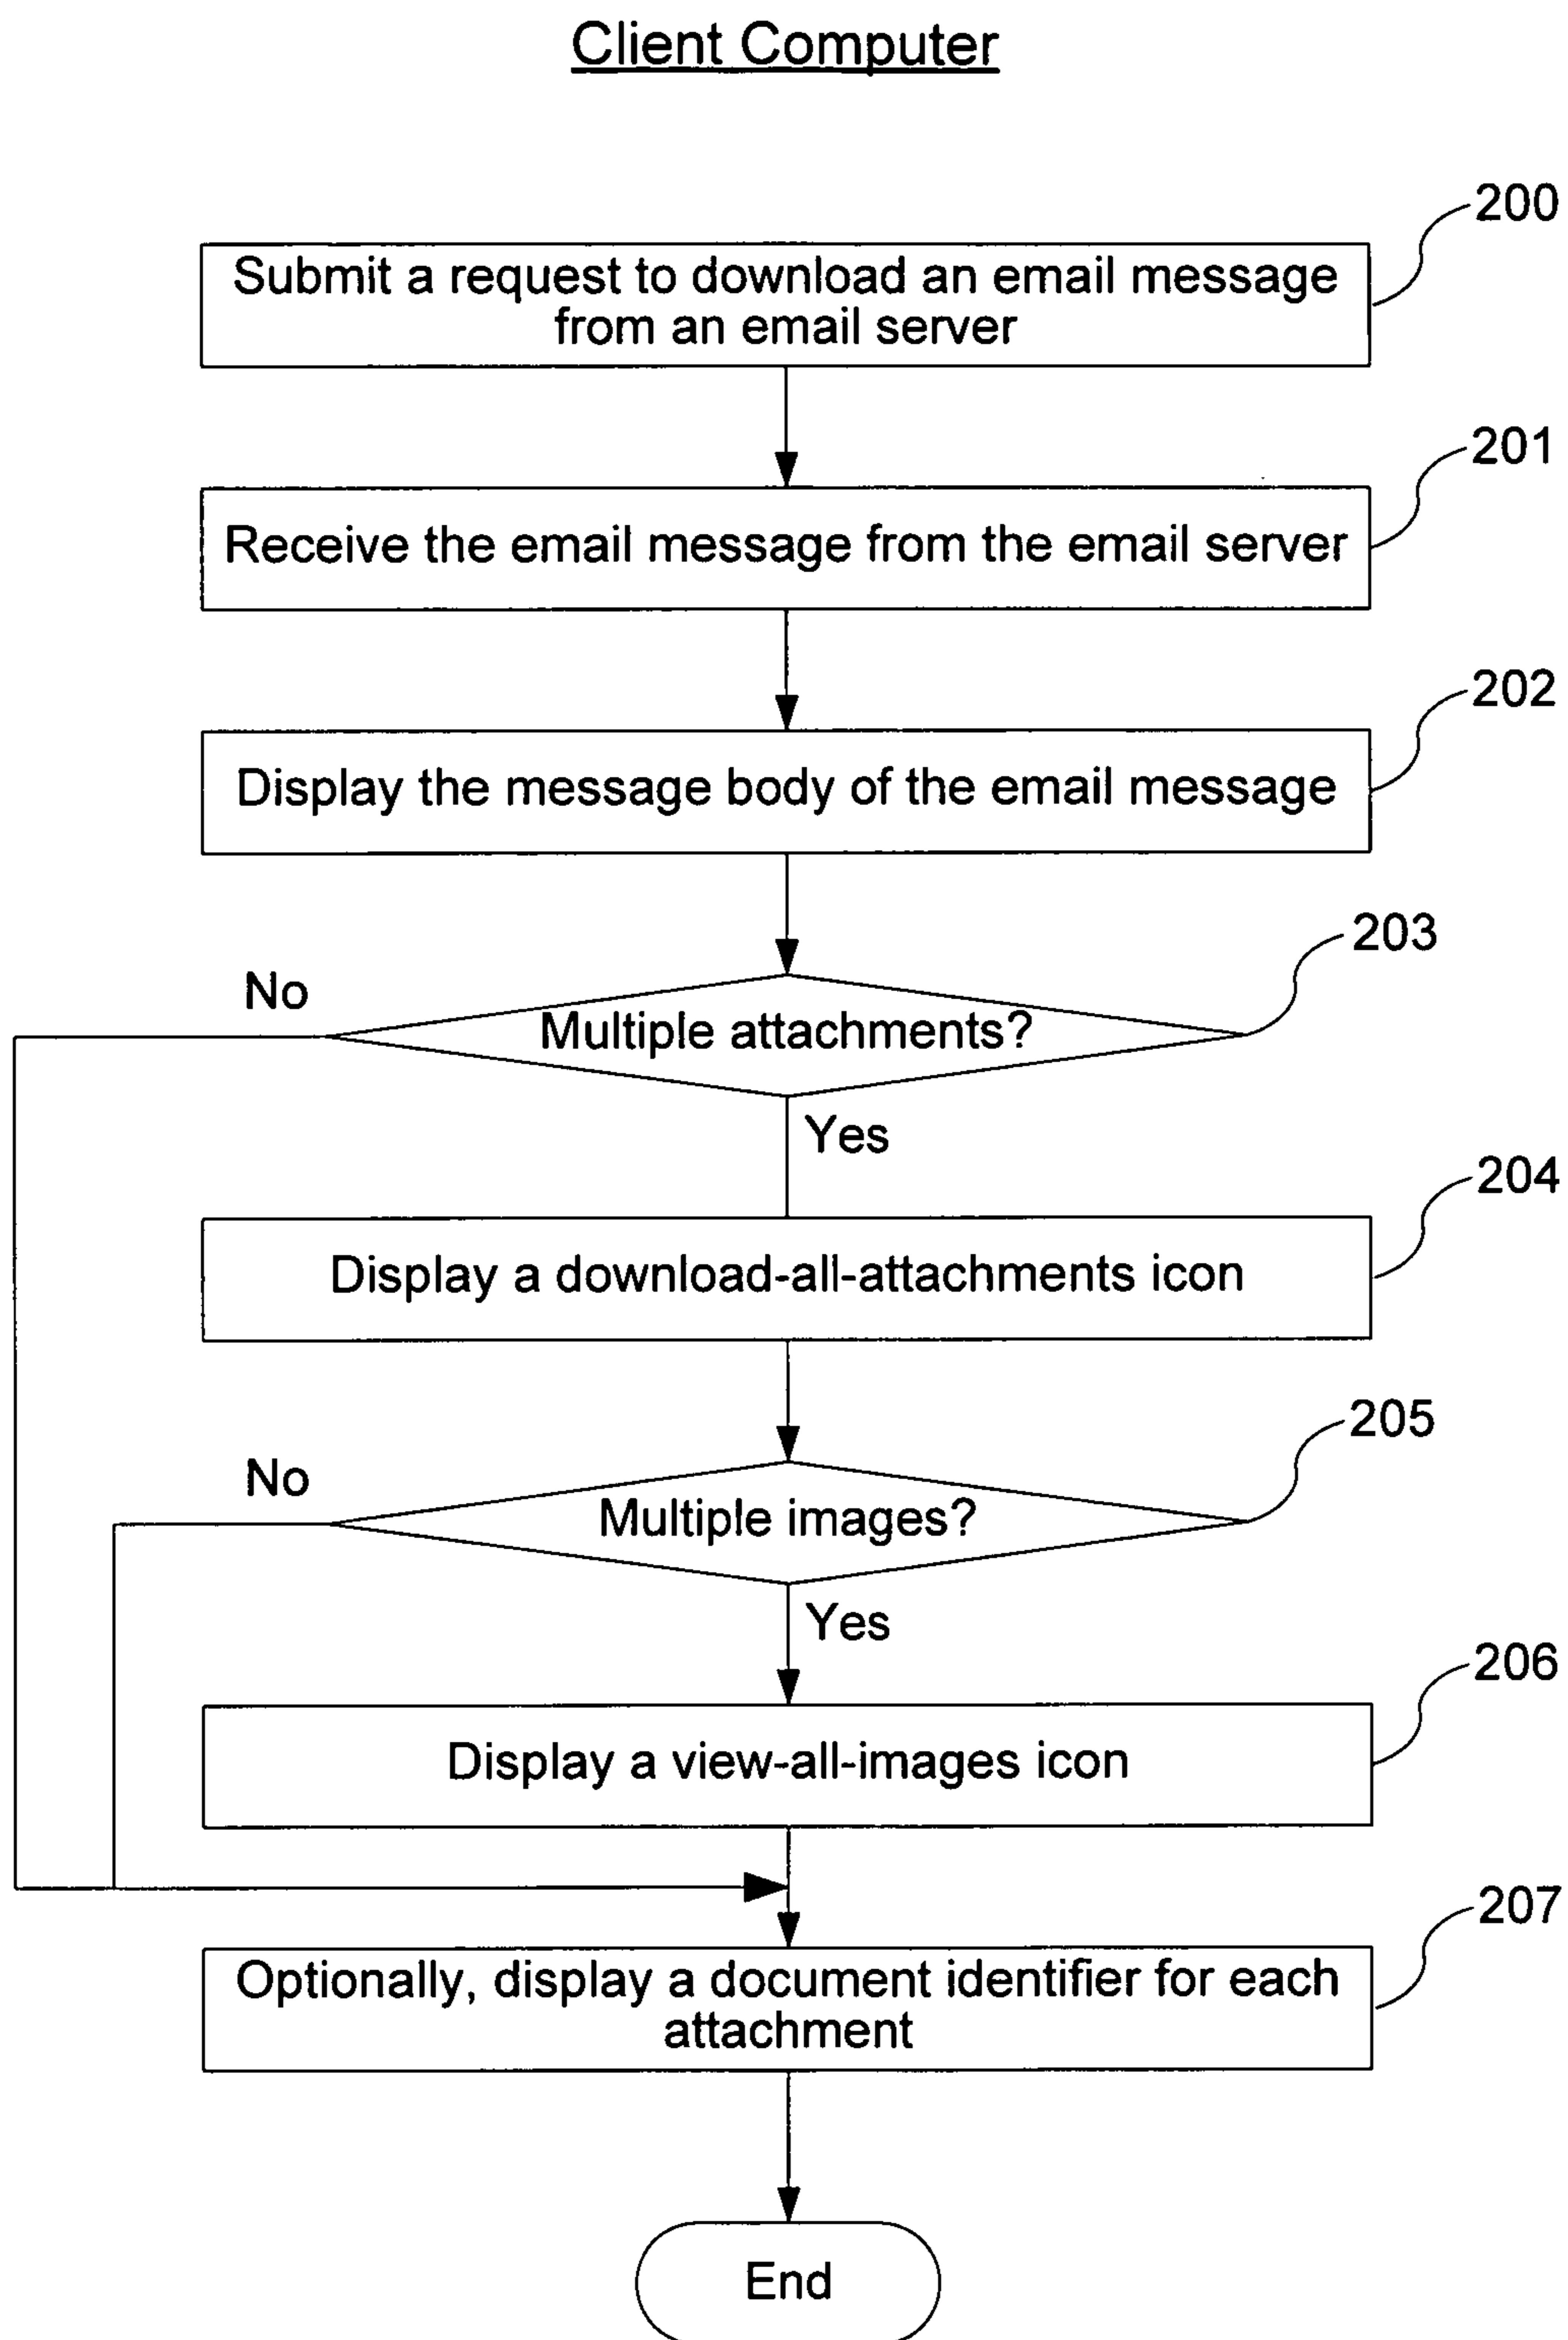 Client Computer
200
Submit a request to download an email message
from an email server
201
Receive the email message from the email server
202
Display the message body of the email message
203
No
Multiple attachments?
Yes
204
Display a download-all-attachments icon
205
No
Multiple images?
Yes
206
Display a view-all-images icon
207
Optionally, display a document identifier for each
attachment
End